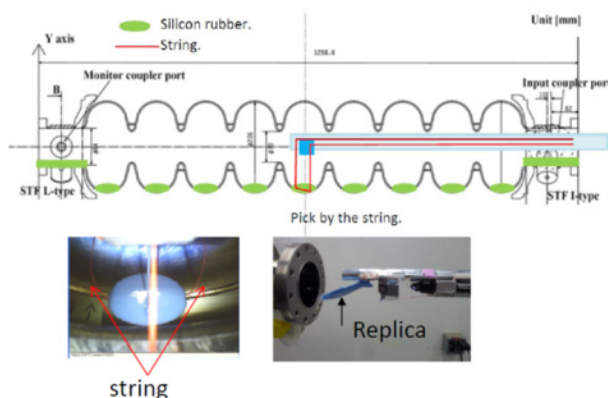 Silicon rubber.
String.
Unit [mm]
Y axis
1258.6
Monitor coupler port
Input coupler port
B
STF L-type
STF I-type
Pick by the string.
Replica
string